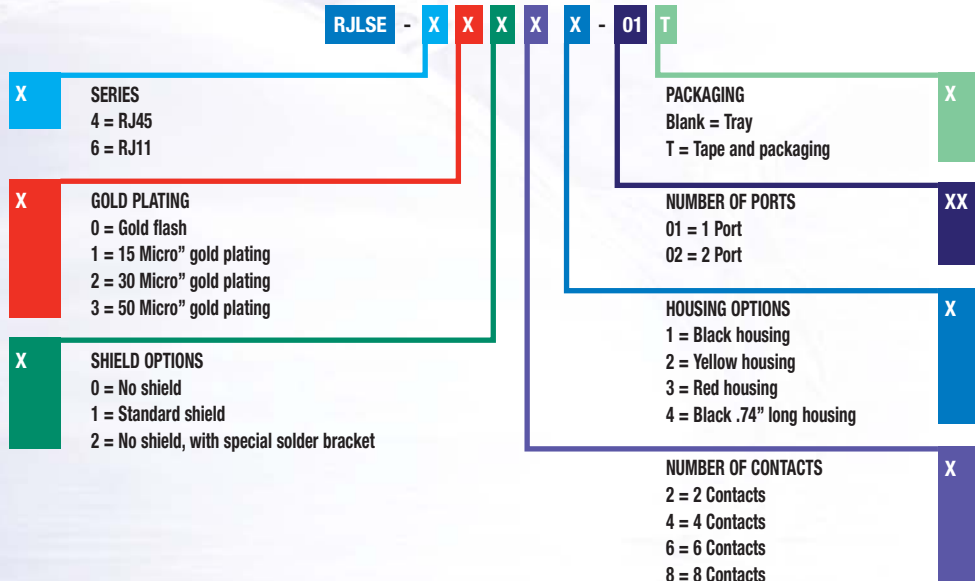 RJLSE - X X X X X - 01 T
X SERIES
4 = RJ45
6 = RJ11
X GOLD PLATING
0 = Gold flash
1 = 15 Micro” gold plating
2 = 30 Micro” gold plating
3 = 50 Micro” gold plating
X SHIELD OPTIONS
0 = No shield
1 = Standard shield
2 = No shield, with special solder bracket
PACKAGING X
Blank = Tray
T = Tape and packaging
NUMBER OF PORTS XX
01 = 1 Port
02 = 2 Port
HOUSING OPTIONS X
1 = Black housing
2 = Yellow housing
3 = Red housing
4 = Black .74” long housing
NUMBER OF CONTACTS X
2 = 2 Contacts
4 = 4 Contacts
6 = 6 Contacts
8 = 8 Contacts